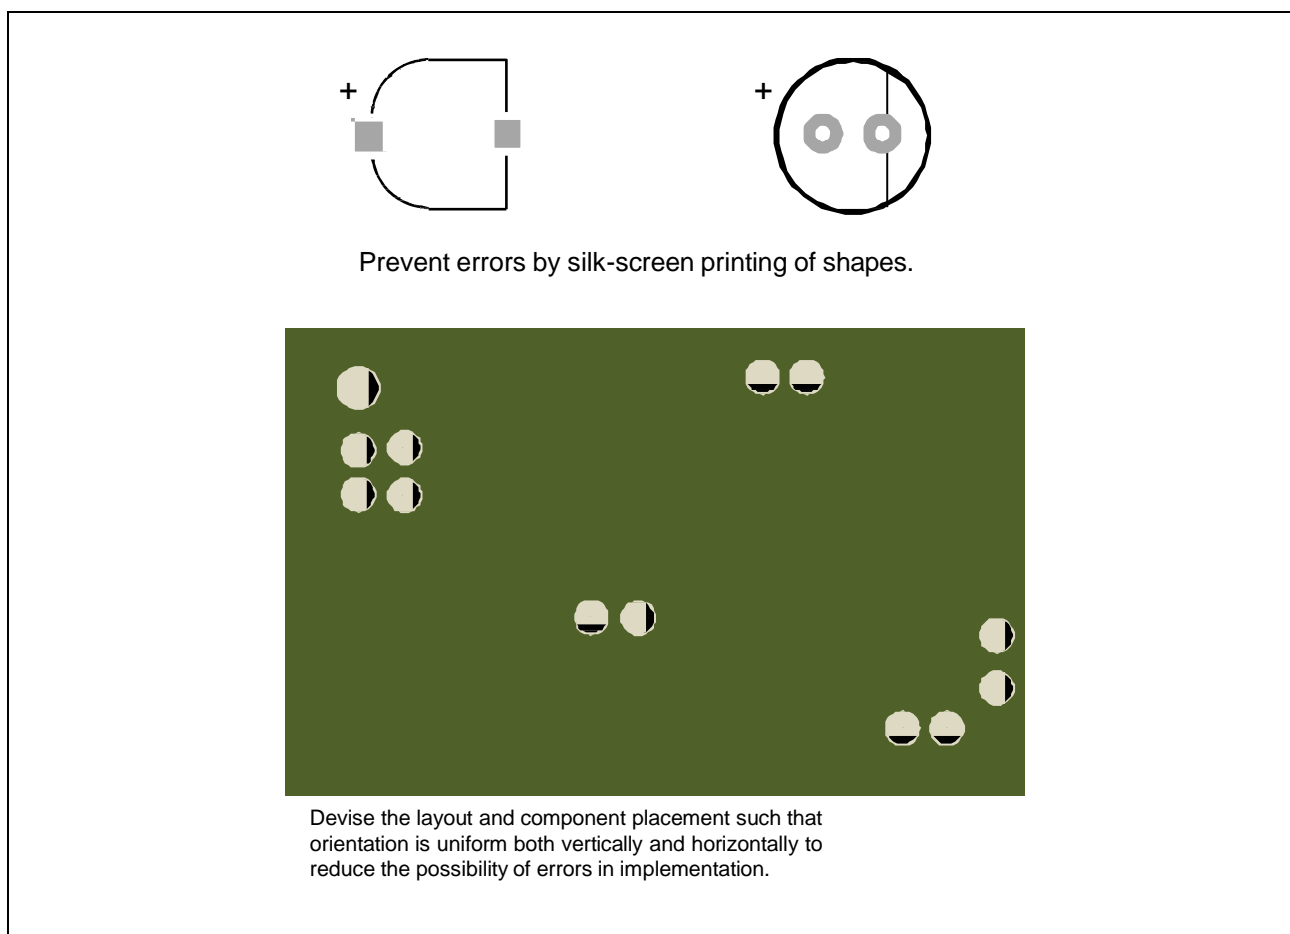 +
+
Prevent errors by silk-screen printing of shapes.
Devise the layout and component placement such that
orientation is uniform both vertically and horizontally to
reduce the possibility of errors in implementation.